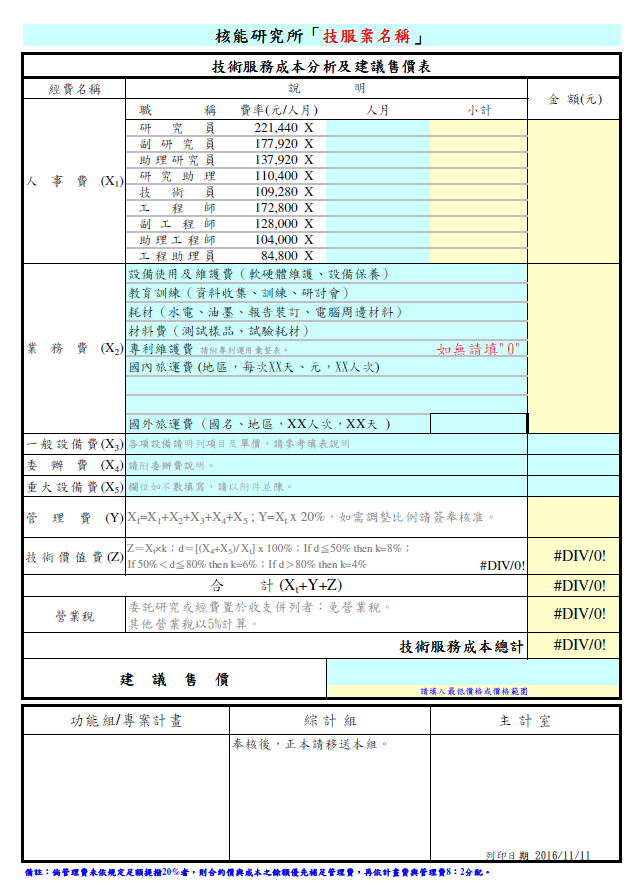 核能研究所「技服案名稱」
技術服務成本分析及建議售價表
經費名稱 說 明 金 額(元)
職 稱 費率(元/人月) 人月 小計
人 事 費 (X1)
研 究 員 221,440 X
副 研 究 員 177,920 X
助理研究員 137,920 X
研 究 助 理 110,400 X
技 術 員 109,280 X
工 程 師 172,800 X
副 工 程 師 128,000 X
助理工程師 104,000 X
工程助理員 84,800 X
業 務 費 (X2)
設備使用及維護費（軟硬體維護、設備保養）
教育訓練（資料收集、訓練、研討會）
耗材（水電、油墨、報告裝訂、電腦周邊材料）
材料費（測試樣品、試驗耗材）
專利維護費 請附專利運用彙整表。 如無請填"0"
國內旅運費 (地區，每次XX天、元，XX人次)
國外旅運費（國名、地區，XX人次，XX天 ）
一般設備費(X3) 各項設備請明列項目及單價，請參考填表說明
委 辦 費 (X4) 請附委辦費說明。
重大設備費(X5) 欄位如不敷填寫，請以附件並陳。
管 理 費 (Y) Xt=X1+X2+X3+X4+X5 ; Y=Xt x 20%，如需調整比例請簽奉核准。
技術價值費(Z) Z＝Xt×k；d＝[(X4+X5)/ Xt] x 100%；If d≦50% then k=8%；
If 50%＜d≦80% then k=6%；If d＞80% then k=4% #DIV/0! #DIV/0!
合 計 (Xt+Y+Z) #DIV/0!
營業稅 委託研究或經費置於收支併列者：免營業稅。
其他營業稅以5%計算。 #DIV/0!
技術服務成本總計 #DIV/0!
建 議 售 價
請填入最低價格或價格範圍
功能組/專案計畫 綜 計 組 主 計 室
奉核後，正本請移送本組。
列印日期 2016/11/11
備註：倘管理費未依規定足額提撥20%者，則合約價與成本之餘額優先補足管理費，再依計畫費與管理費8：2分配。